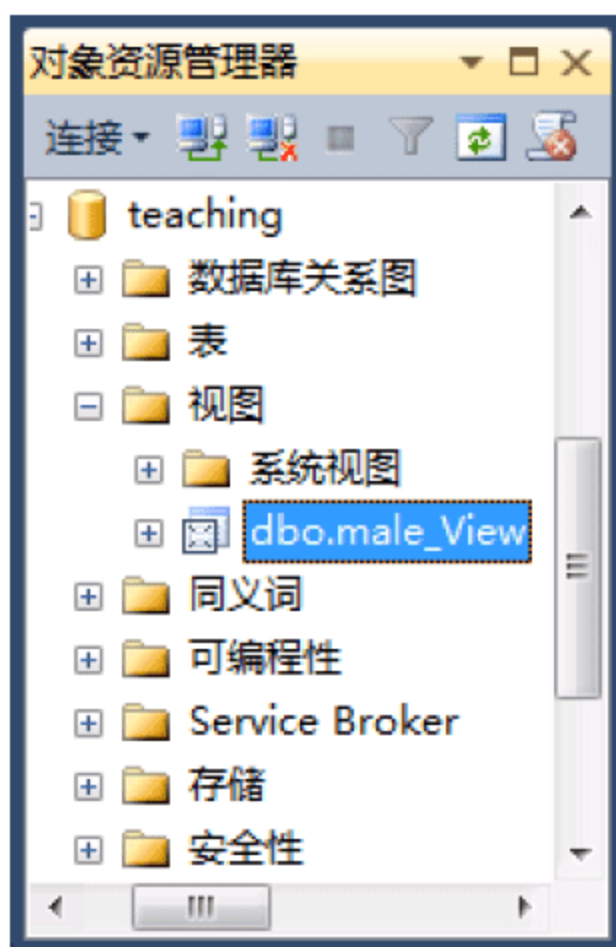 对象资源管理器
连接
teaching
数据库关系图
表
视图
系统视图
dbo.male_View
同义词
可编程性
Service Broker
存储
安全性